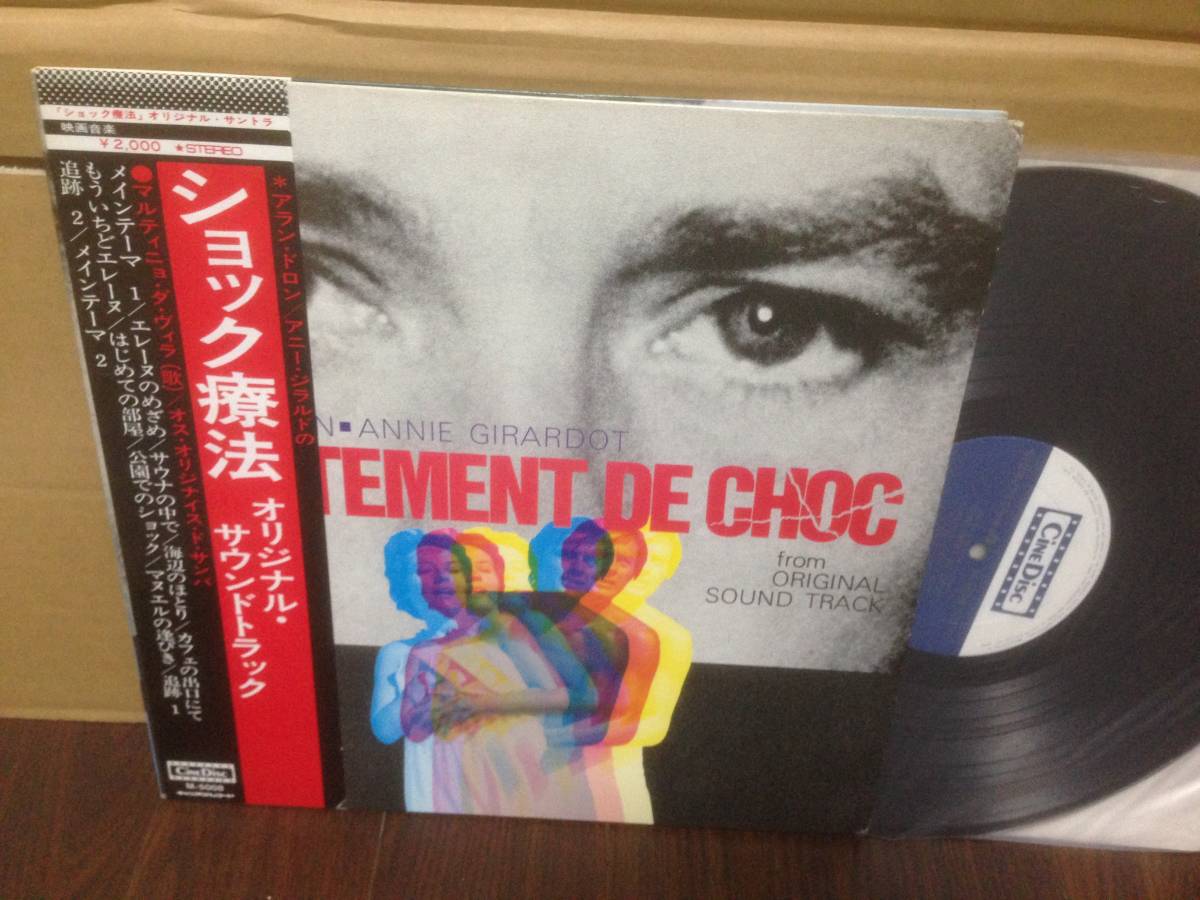 「ショック療法」オリジナル・サントラ
映画音楽
¥2,000 ★STEREO
*アラン・ドロン/アニー・ジラルドの
ショック療法
オリジナル・
サウンドトラック
●マルティニョ・ダ・ヴィラ(歌)/オス・オリジナイス・ド・サンバ
メインテーマ 1/エレーヌのめざめ/サウナの中で/海辺のほとり/カフェの出口にて
もういちどエレーヌ/はじめての部屋/公園でのショック/マヌエルの逢びき/追跡 1
追跡 2/メインテーマ 2
CineDisc
M-5008
N■ANNIE GIRARDOT
TEMENT DE CHOC
from
ORIGINAL
SOUND TRACK
CINE DISC